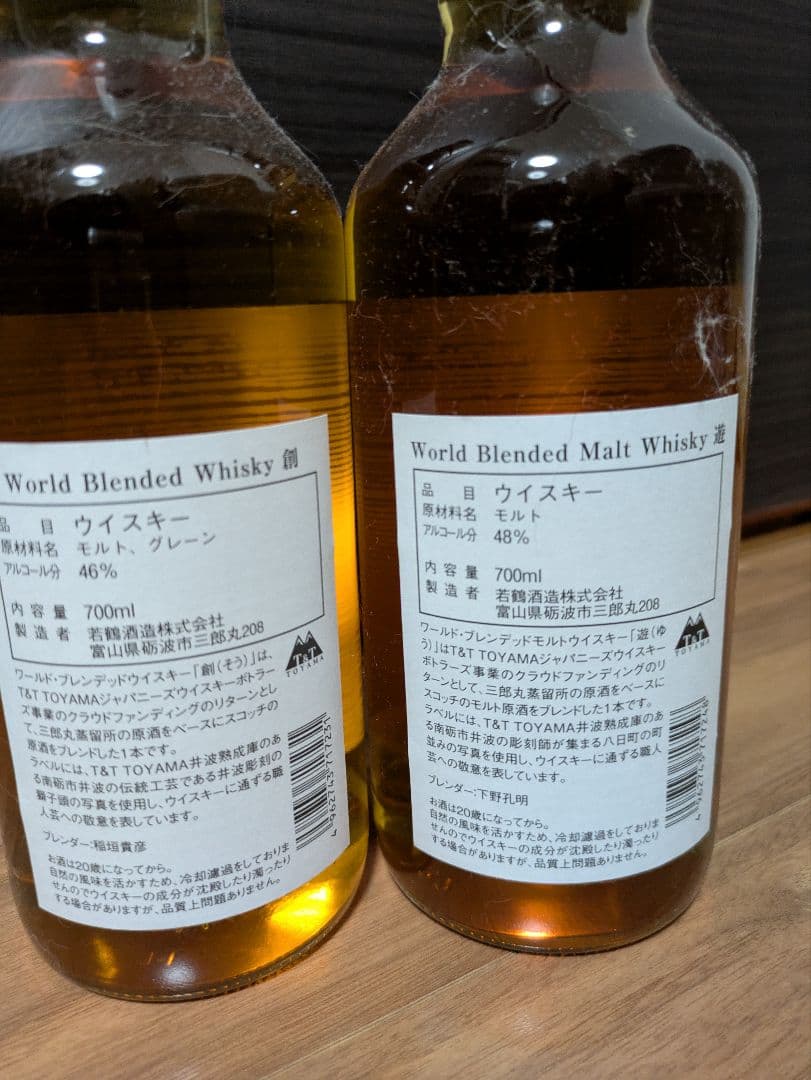 World Blended Whisky 創
品 目 ウイスキー
原材料名 モルト、グレーン
アルコール分 46%
内容量 700ml
製造者 若鶴酒造株式会社
富山県砺波市三郎丸208
ワールド・ブレンデッドウイスキー「創(そう)」は、
T&T TOYAMAジャパニーズウイスキーボトラー
ズ事業のクラウドファンディングのリターンとし
て、三郎丸蒸留所の原酒をベースにスコッチの
原酒をブレンドした1本です。
ラベルには、T&T TOYAMA井波熟成庫のあ
る南砺市井波の伝統工芸である井波彫刻の
獅子頭の写真を使用し、ウイスキーに通ずる職
人芸への敬意を表しています。
ブレンダー:稲垣貴彦
お酒は20歳になってから。
自然の風味を活かすため、冷却濾過をしておりま
せんのでウイスキーの成分が沈殿したり濁ったり
する場合がありますが、品質上問題ありません。
T&T
TOYAMA
4962743717251
World Blended Malt Whisky 遊
品 目 ウイスキー
原材料名 モルト
アルコール分 48%
内容量 700ml
製造者 若鶴酒造株式会社
富山県砺波市三郎丸208
ワールド・ブレンデッドモルトウイスキー「遊(ゆ
う)」はT&T TOYAMAジャパニーズウイスキー
ボトラーズ事業のクラウドファンディングのリ
ターンとして、三郎丸蒸留所の原酒をベースに
スコッチのモルト原酒をブレンドした1本です。
ラベルには、T&T TOYAMA井波熟成庫のあ
る南砺市井波の彫刻師が集まる八日町の町
並みの写真を使用し、ウイスキーに通ずる職人
芸への敬意を表しています。
ブレンダー:下野孔明
お酒は20歳になってから。
自然の風味を活かすため、冷却濾過をしておりま
せんのでウイスキーの成分が沈殿したり濁ったり
する場合がありますが、品質上問題ありません。
T&T
TOYAMA
4962743717248